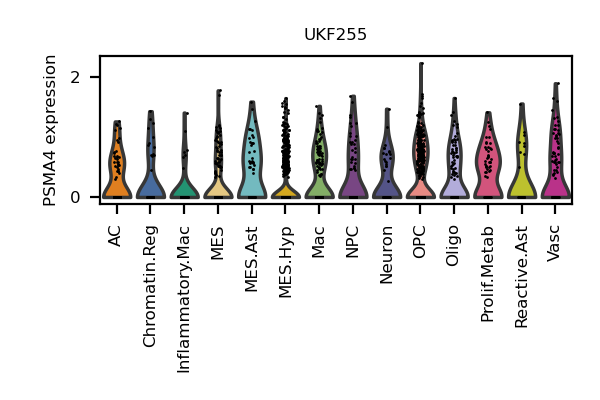 UKF255
PSMA4 expression
2
0
AC
Chromatin.Reg
Inflammatory.Mac
MES
MES.Ast
MES.Hyp
Mac
NPC
Neuron
OPC
Oligo
Prolif.Metab
Reactive.Ast
Vasc